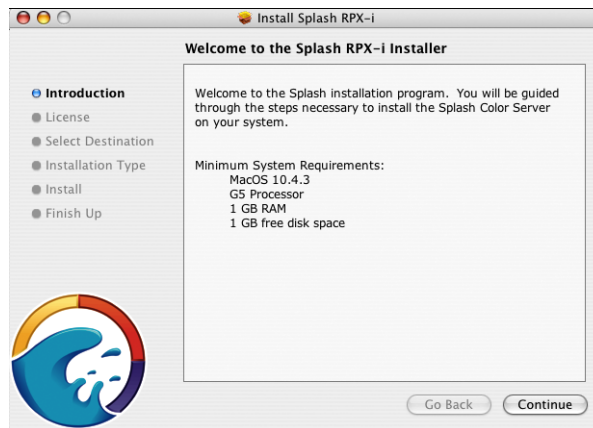 Install Splash RPX-i
Welcome to the Splash RPX-i Installer
Introduction
License
Select Destination
Installation Type
Install
Finish Up
Welcome to the Splash installation program. You will be guided
through the steps necessary to install the Splash Color Server
on your system.
Minimum System Requirements:
MacOS 10.4.3
G5 Processor
1 GB RAM
1 GB free disk space
Go Back
Continue